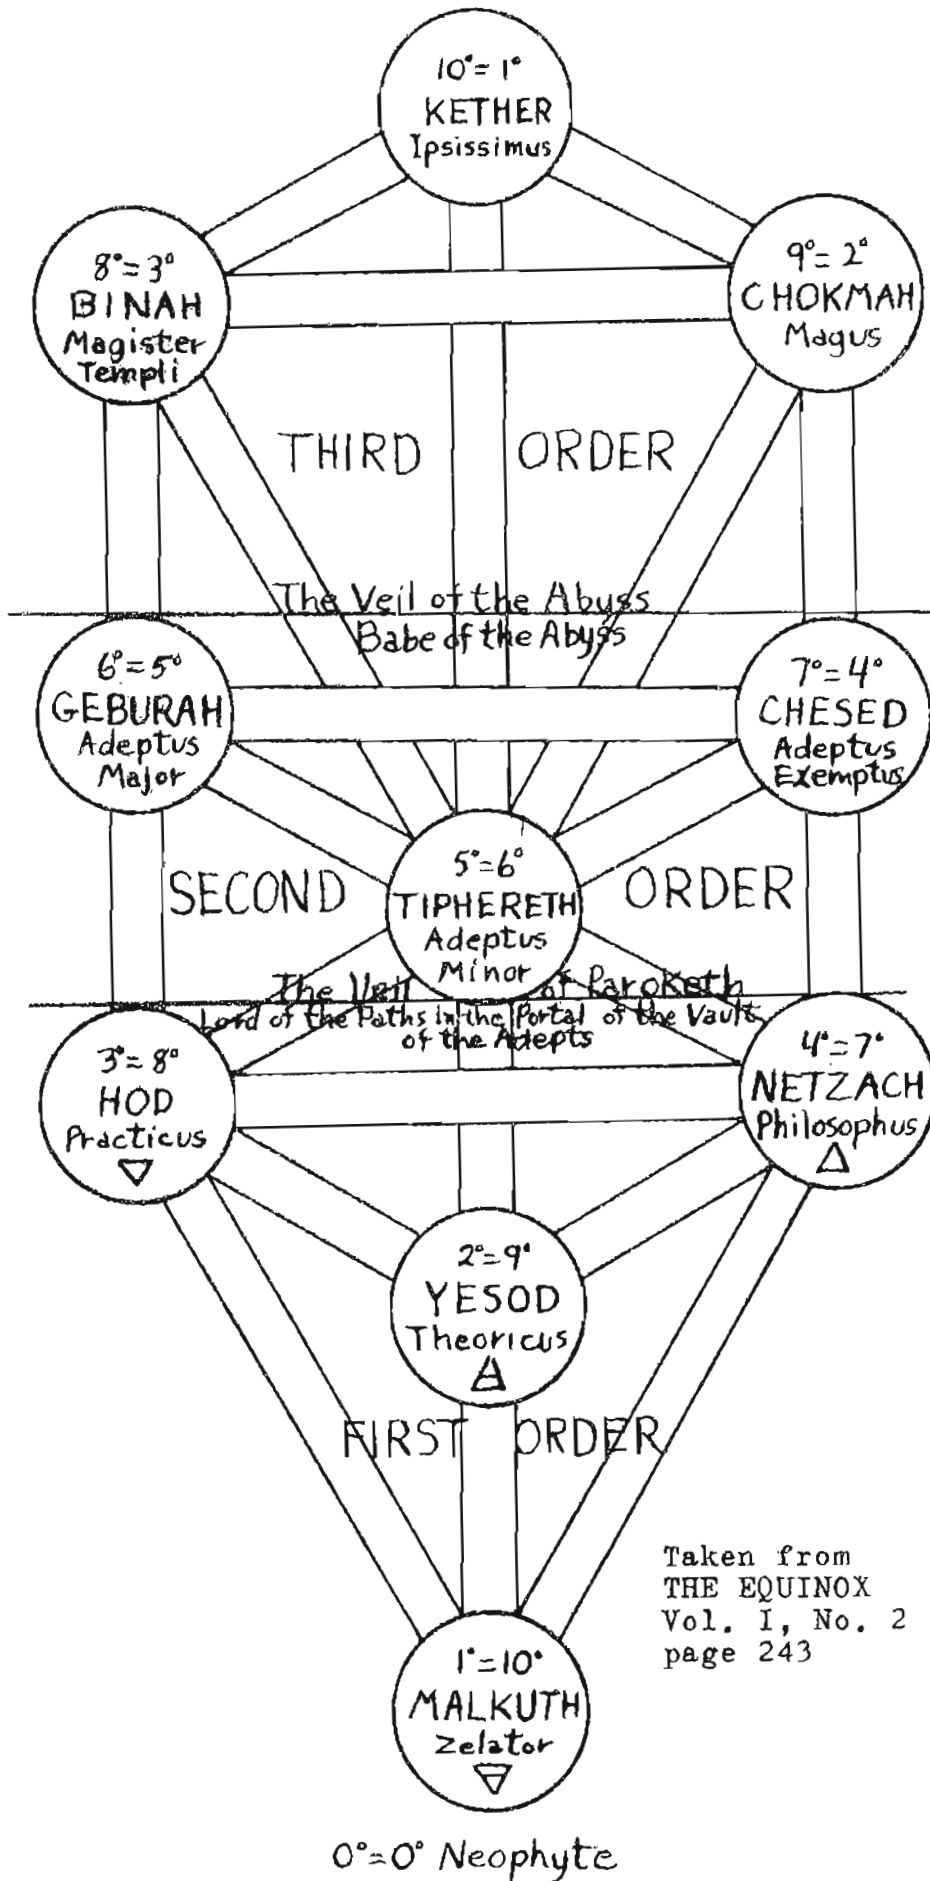 10°=1°
KETHER
Ipsissimus
8°=3°
BINAH
Magister
Templi
9°=2°
CHOKMAH
Magus
THIRD ORDER
The Veil of the Abyss
Babe of the Abyss
6°=5°
GEBURAH
Adeptus
Major
7°=4°
CHESED
Adeptus
Exemptus
5°=6°
TIPHERETH
Adeptus
Minor
SECOND ORDER
The Veil of Paroketh
Lord of the Paths in the Portal of the Vault
of the Adepts
3°=8°
HOD
Practicus
4°=7°
NETZACH
Philosophus
2°=9°
YESOD
Theoricus
FIRST ORDER
Taken from
THE EQUINOX
Vol. I, No. 2
page 243
1°=10°
MALKUTH
Zelator
0°=0° Neophyte